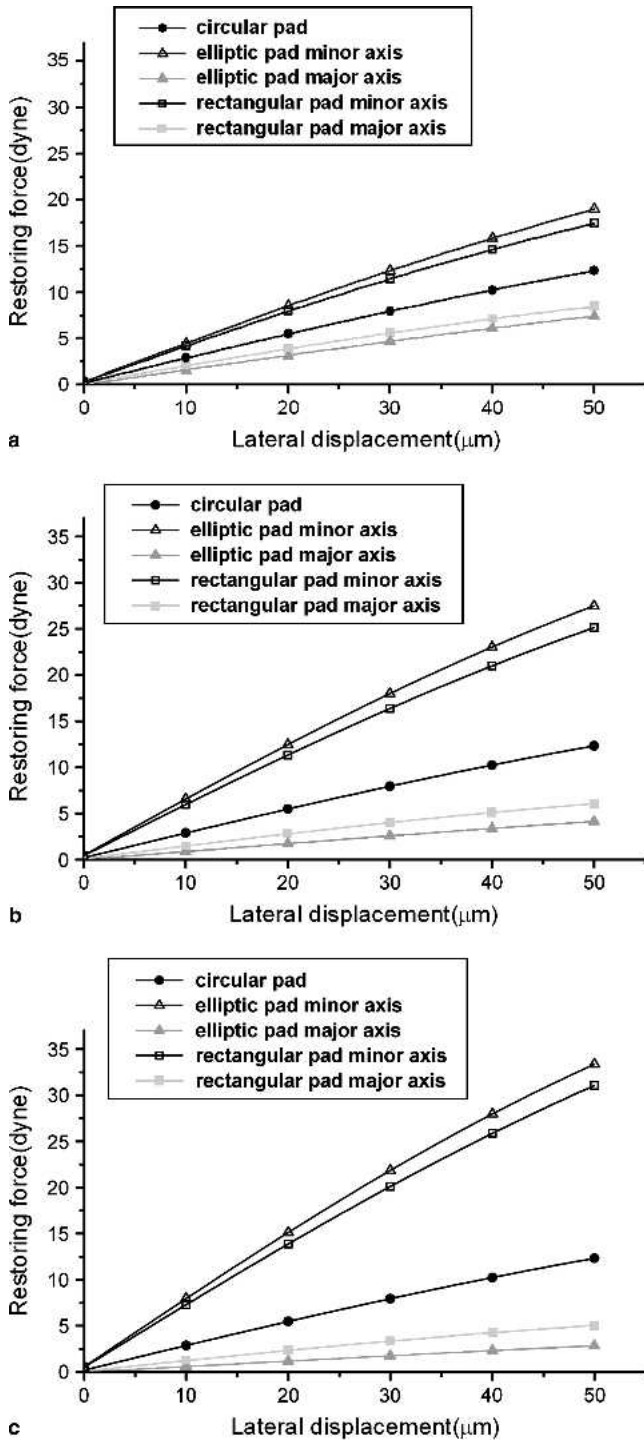 circular pad
elliptic pad minor axis
elliptic pad major axis
rectangular pad minor axis
rectangular pad major axis
Restoring force(dyne)
35
30
25
20
15
10
5
0
0 10 20 30 40 50
Lateral displacement(μm)
a
circular pad
elliptic pad minor axis
elliptic pad major axis
rectangular pad minor axis
rectangular pad major axis
Restoring force(dyne)
35
30
25
20
15
10
5
0
0 10 20 30 40 50
Lateral displacement(μm)
b
circular pad
elliptic pad minor axis
elliptic pad major axis
rectangular pad minor axis
rectangular pad major axis
Restoring force(dyne)
35
30
25
20
15
10
5
0
0 10 20 30 40 50
Lateral displacement(μm)
c